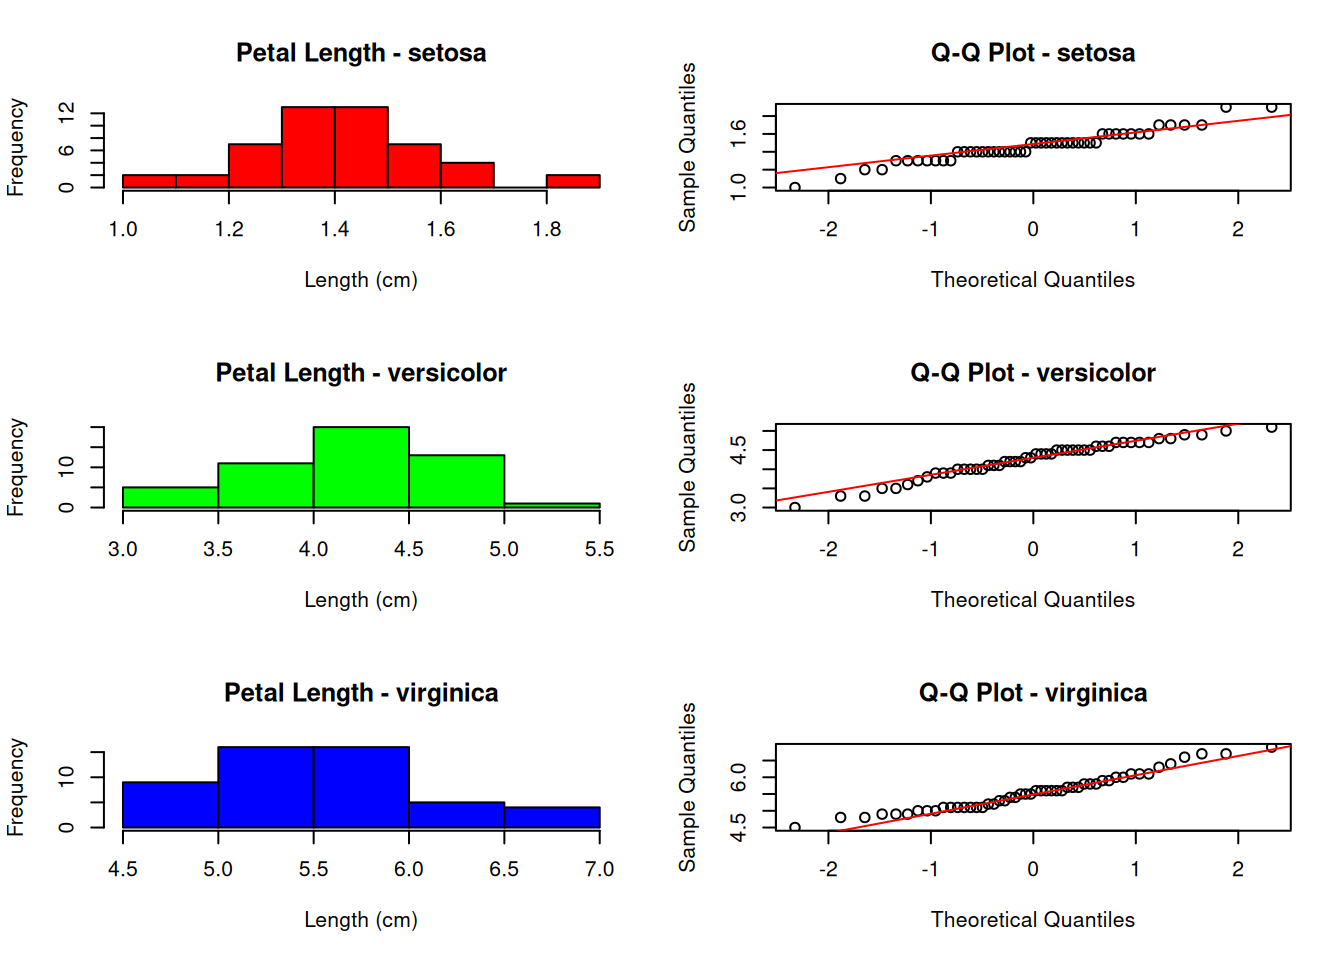 Petal Length - setosa
Frequency
0 6 12
1.0 1.2 1.4 1.6 1.8
Length (cm)
Q-Q Plot - setosa
Sample Quantiles
1.0 1.6
-2 -1 0 1 2
Theoretical Quantiles
Petal Length - versicolor
Frequency
0 10
3.0 3.5 4.0 4.5 5.0 5.5
Length (cm)
Q-Q Plot - versicolor
Sample Quantiles
3.0 4.5
-2 -1 0 1 2
Theoretical Quantiles
Petal Length - virginica
Frequency
0 10
4.5 5.0 5.5 6.0 6.5 7.0
Length (cm)
Q-Q Plot - virginica
Sample Quantiles
4.5 6.0
-2 -1 0 1 2
Theoretical Quantiles